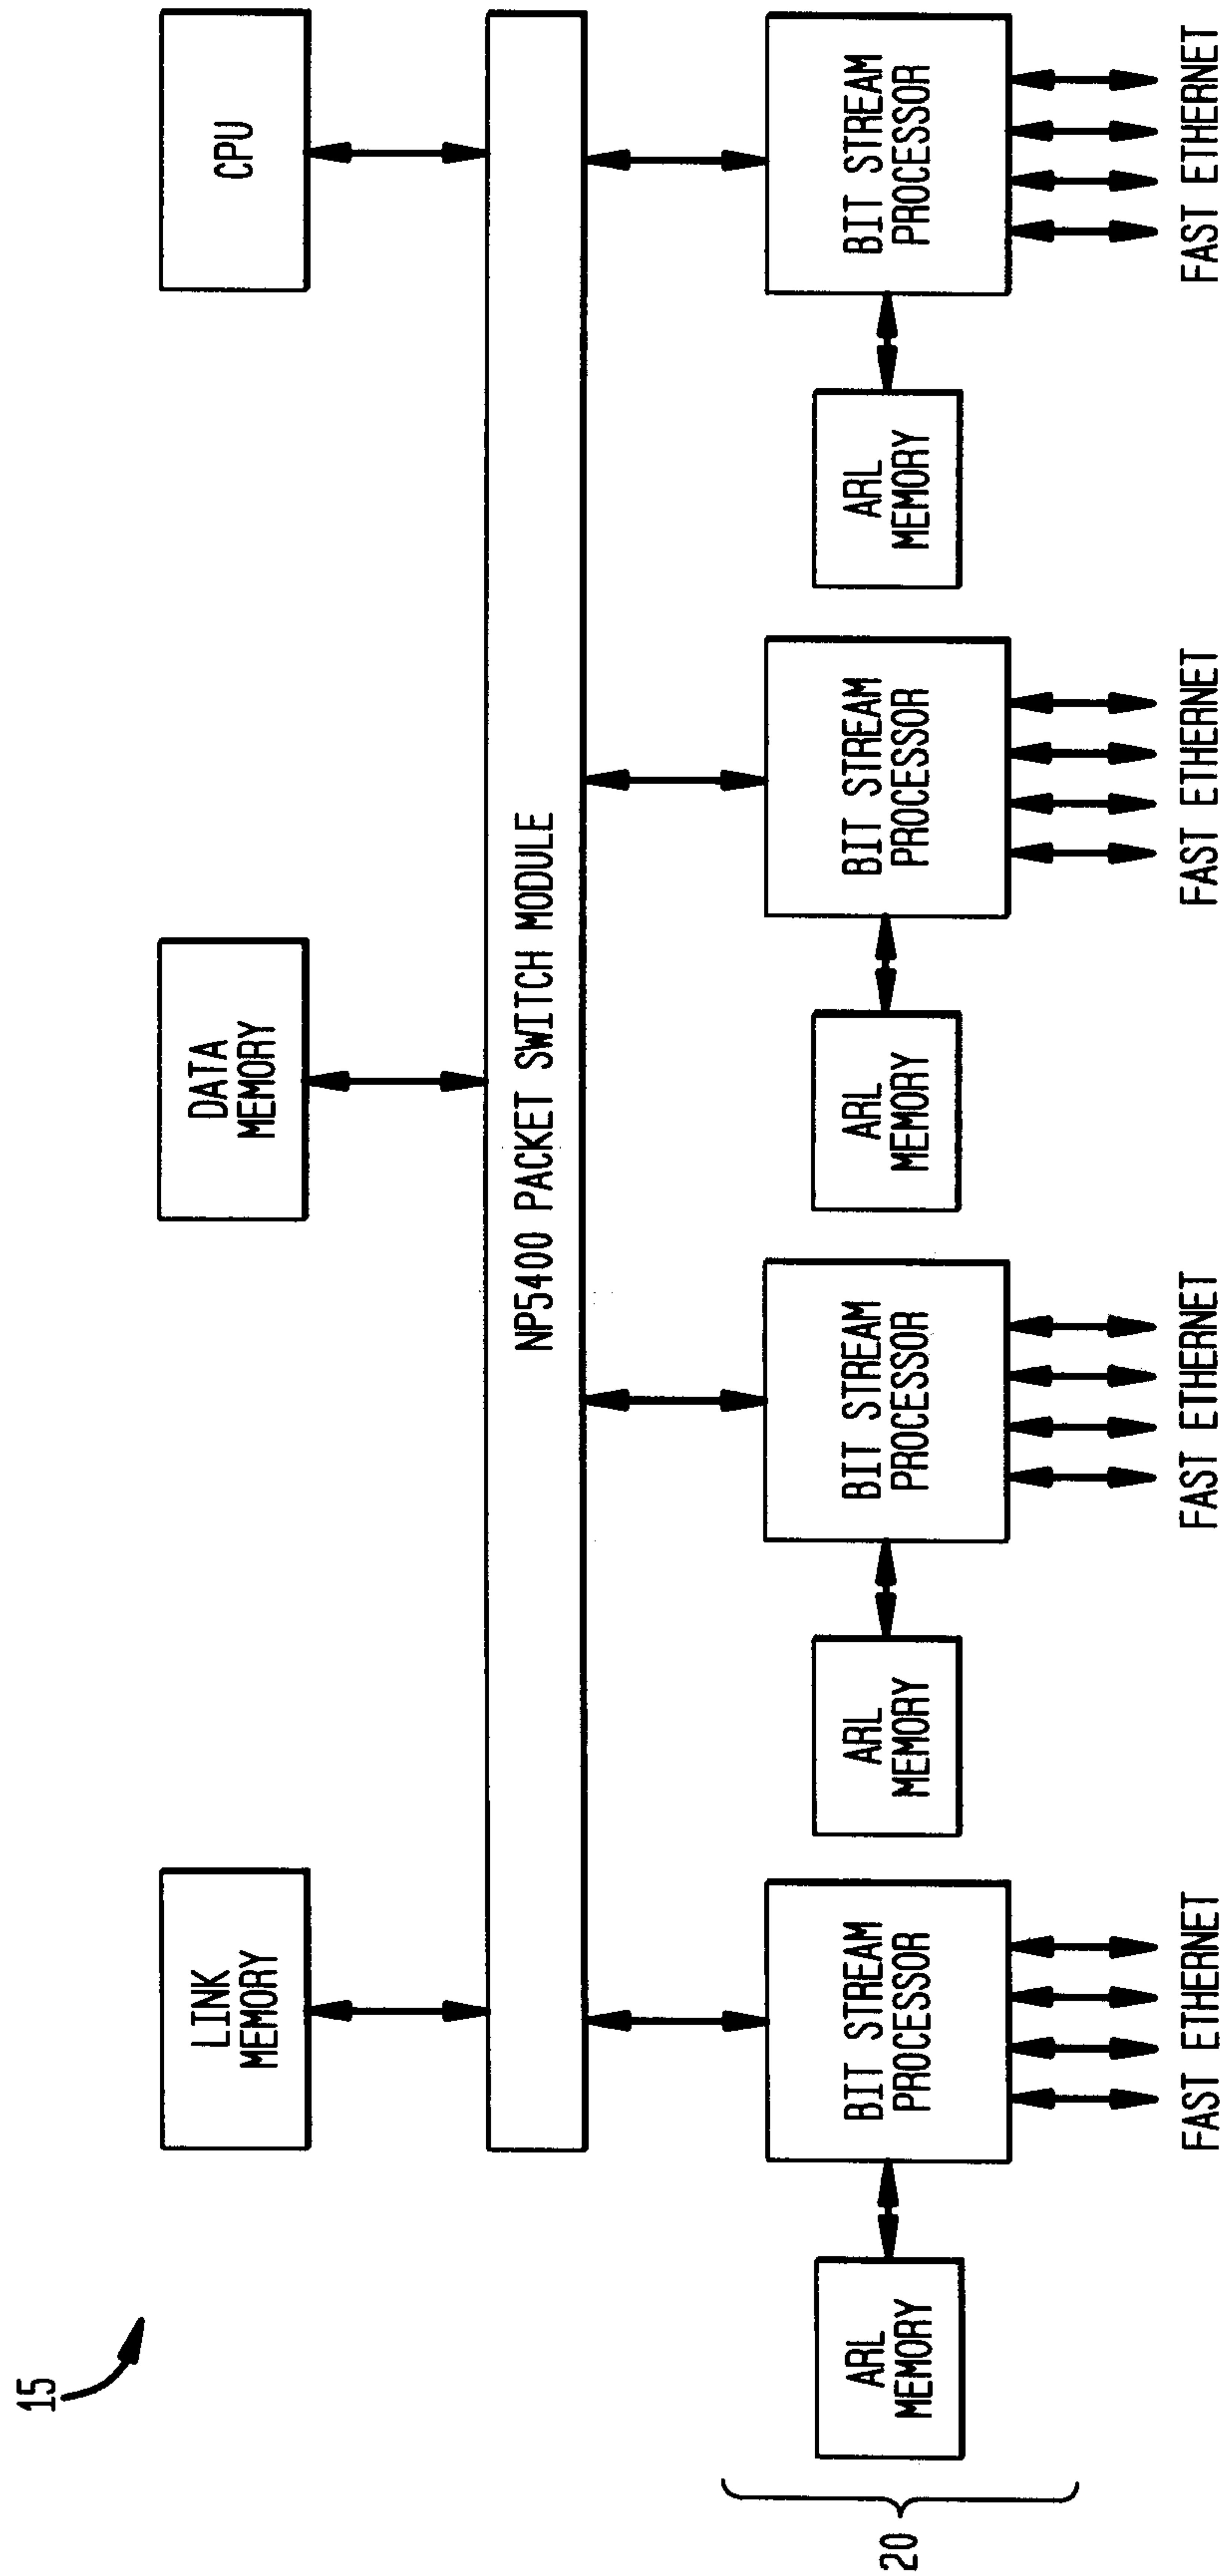 15
LINK
MEMORY
DATA
MEMORY
CPU
NP5400 PACKET SWITCH MODULE
20
ARL
MEMORY
BIT STREAM
PROCESSOR
ARL
MEMORY
BIT STREAM
PROCESSOR
ARL
MEMORY
BIT STREAM
PROCESSOR
ARL
MEMORY
BIT STREAM
PROCESSOR
FAST ETHERNET
FAST ETHERNET
FAST ETHERNET
FAST ETHERNET